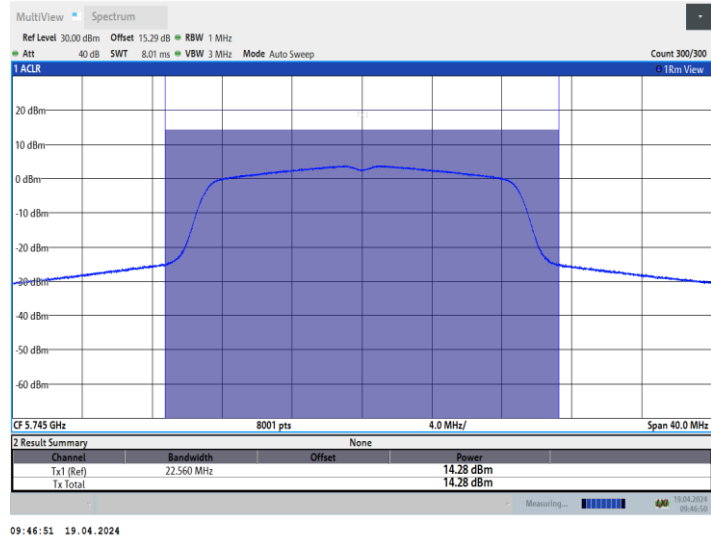 MultiView Spectrum
Ref Level 30.00 dBm Offset 15.29 dB RBW 1 MHz
Att 40 dB SWT 8.01 ms VBW 3 MHz Mode Auto Sweep Count 300/300
1 ACLR 1Rm View
20 dBm
10 dBm
0 dBm
-10 dBm
-20 dBm
-30 dBm
-40 dBm
-50 dBm
-60 dBm
CF 5.745 GHz 8001 pts 4.0 MHz/ Span 40.0 MHz
2 Result Summary None
Channel Bandwidth Offset Power
Tx1 (Ref) 22.560 MHz 14.28 dBm
Tx Total 14.28 dBm
Measuring... 19.04.2024
09:46:50
09:46:51 19.04.2024